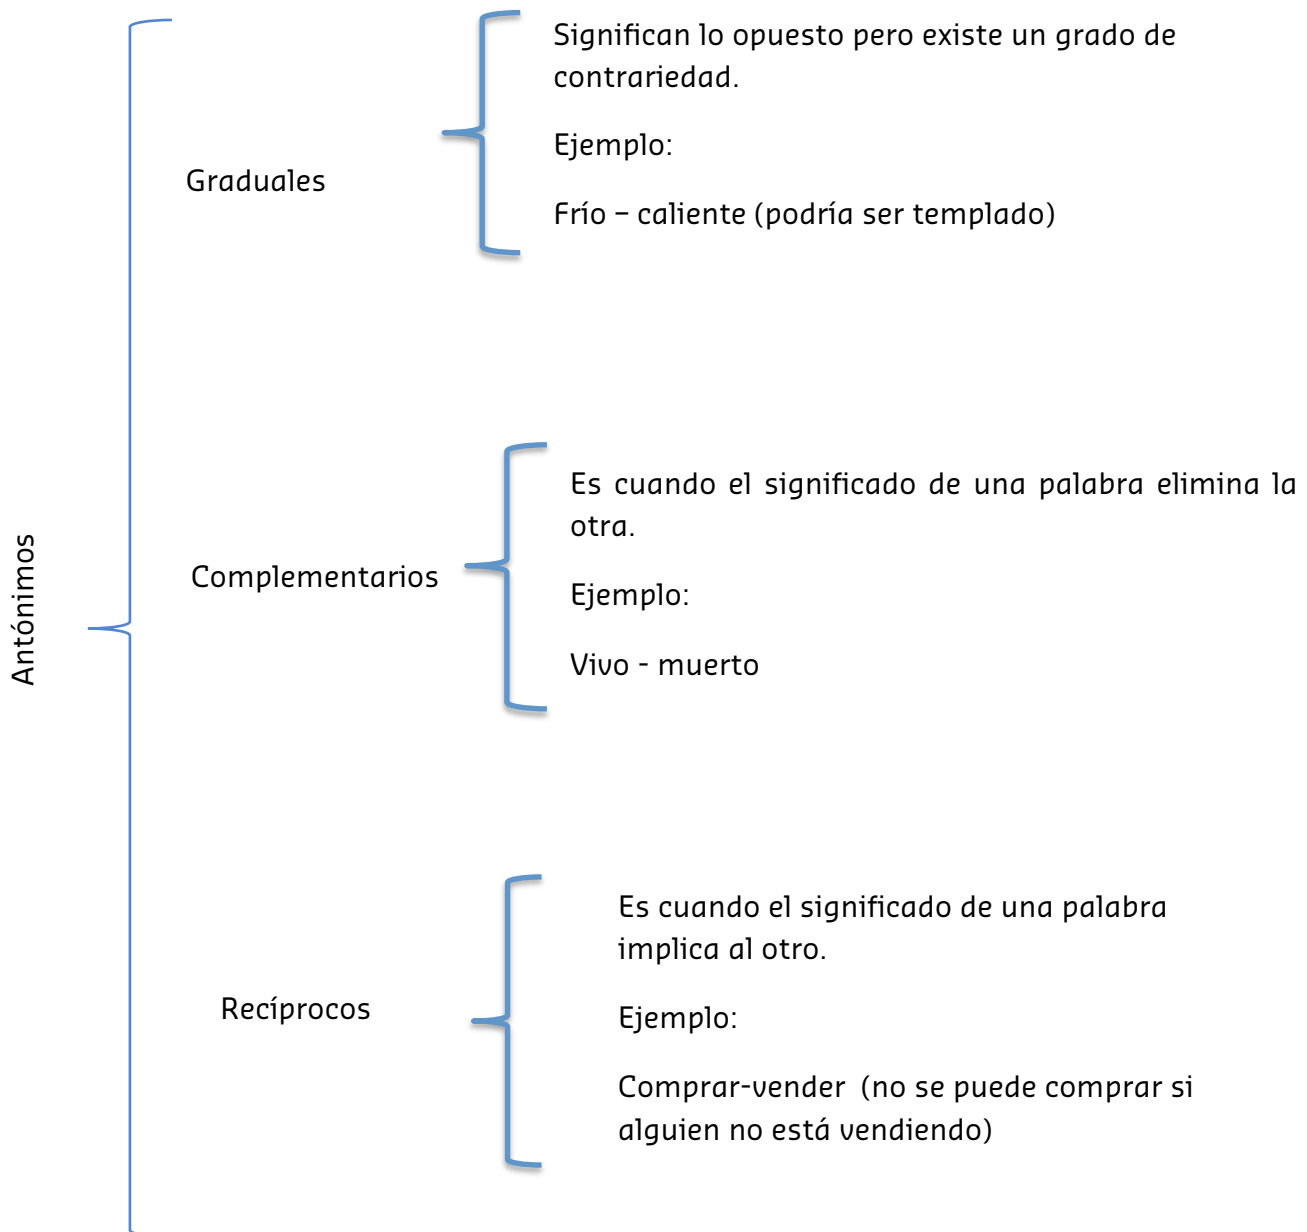 Antónimos
Graduales
Significan lo opuesto pero existe un grado de
contrariedad.
Ejemplo:
Frío – caliente (podría ser templado)
Complementarios
Es cuando el significado de una palabra elimina la
otra.
Ejemplo:
Vivo - muerto
Recíprocos
Es cuando el significado de una palabra
implica al otro.
Ejemplo:
Comprar-vender (no se puede comprar si
alguien no está vendiendo)